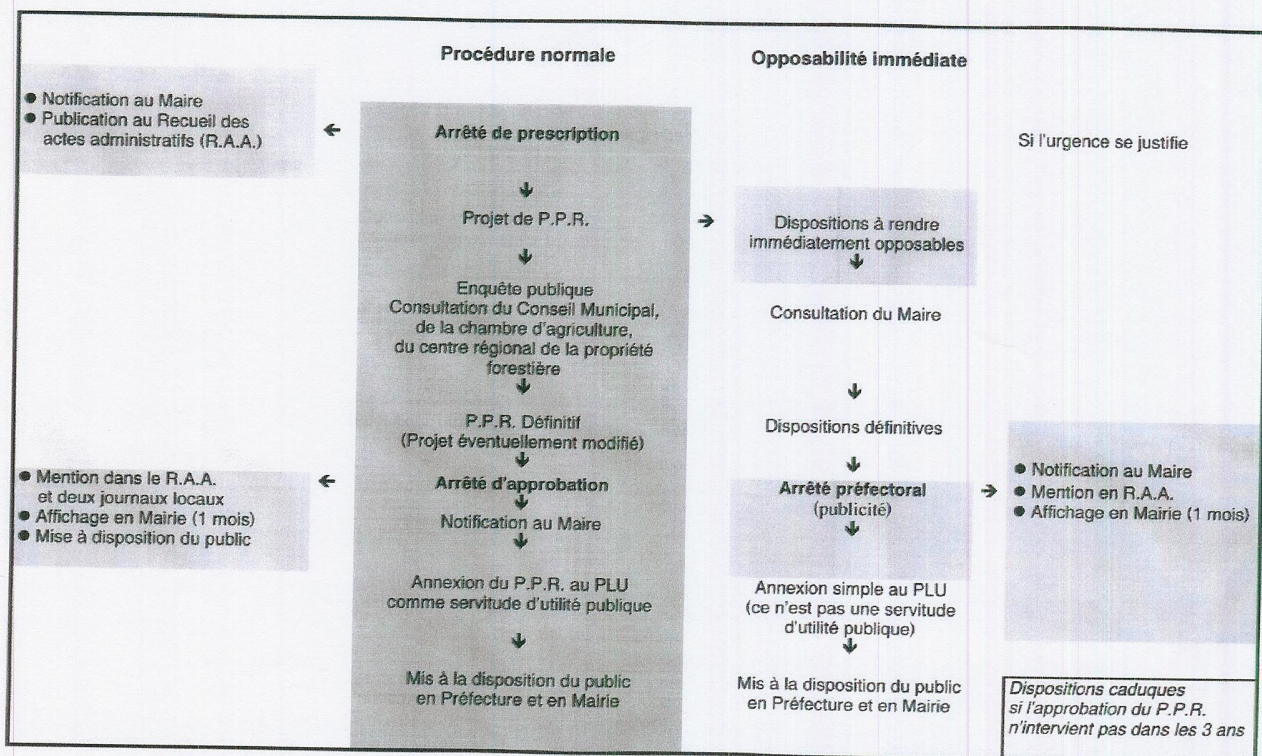 Procédure normale
Opposabilité immédiate
● Notification au Maire
● Publication au Recueil des
actes administratifs (R.A.A.)
Arrêté de prescription
Si l'urgence se justifie
Projet de P.P.R.
Dispositions à rendre
immédiatement opposables
Enquête publique
Consultation du Conseil Municipal,
de la chambre d'agriculture,
du centre régional de la propriété
forestière
Consultation du Maire
P.P.R. Définitif
(Projet éventuellement modifié)
Dispositions définitives
● Mention dans le R.A.A.
et deux journaux locaux
● Affichage en Mairie (1 mois)
● Mise à disposition du public
Arrêté d'approbation
Notification au Maire
Arrêté préfectoral
(publicité)
● Notification au Maire
● Mention en R.A.A.
● Affichage en Mairie (1 mois)
Annexion du P.P.R. au PLU
comme servitude d'utilité publique
Annexion simple au PLU
(ce n'est pas une servitude
d'utilité publique)
Mis à la disposition du public
en Préfecture et en Mairie
Mis à la disposition du public
en Préfecture et en Mairie
Dispositions caduques
si l'approbation du P.P.R.
n'intervient pas dans les 3 ans